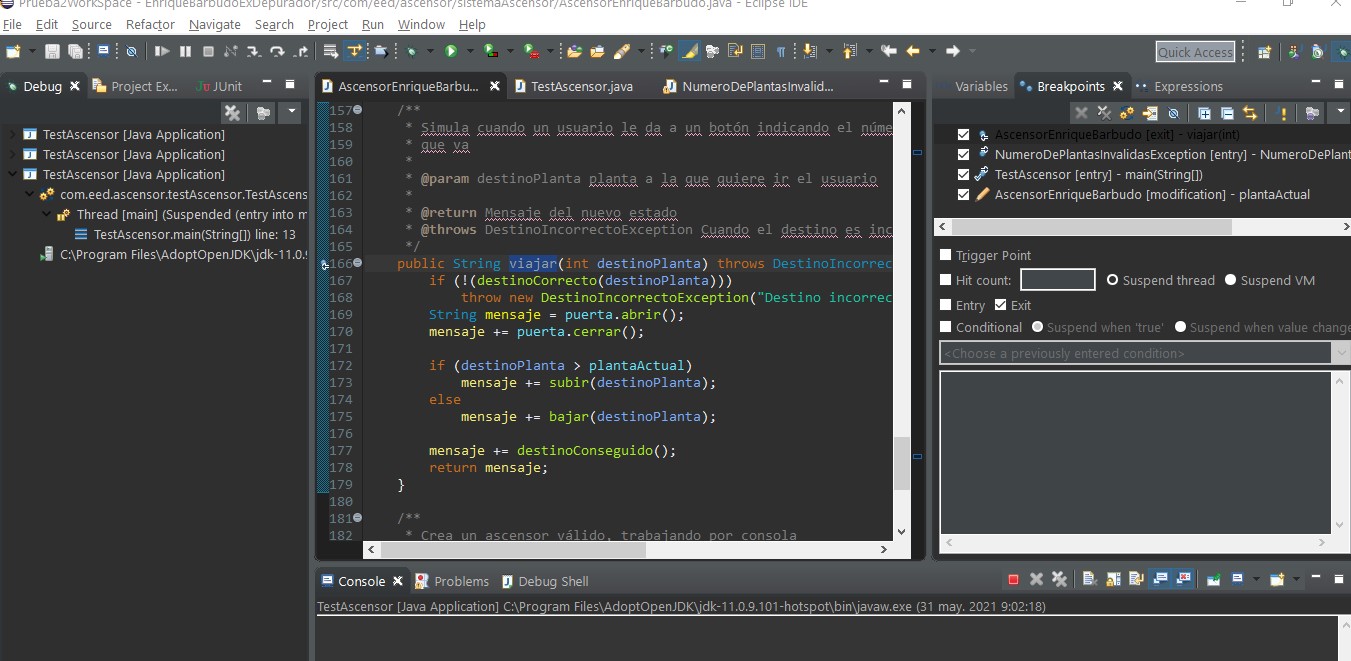 Prueba2WorkSpace - EnriqueBarbudoExDepurador/src/com/eed/ascensor/sistemaAscensor/AscensorEnriqueBarbudo.java - Eclipse IDE
File Edit Source Refactor Navigate Search Project Run Window Help
Quick Access
Debug Project Ex... JUnit
TestAscensor [Java Application]
TestAscensor [Java Application]
TestAscensor [Java Application]
com.eed.ascensor.testAscensor.TestAscens
Thread [main] (Suspended (entry into m
TestAscensor.main(String[]) line: 13
C:\Program Files\AdoptOpenJDK\jdk-11.0.9
AscensorEnriqueBarbu... TestAscensor.java NumeroDePlantasInvalid...
157 /**
158 * Simula cuando un usuario le da a un botón indicando el núme
159 * que va
160 *
161 * @param destinoPlanta planta a la que quiere ir el usuario
162 *
163 * @return Mensaje del nuevo estado
164 * @throws DestinoIncorrectoException Cuando el destino es inc
165 */
166 public String viajar(int destinoPlanta) throws DestinoIncorrec
167 if (!(destinoCorrecto(destinoPlanta)))
168 throw new DestinoIncorrectoException("Destino incorrec
169 String mensaje = puerta.abrir();
170 mensaje += puerta.cerrar();
171
172 if (destinoPlanta > plantaActual)
173 mensaje += subir(destinoPlanta);
174 else
175 mensaje += bajar(destinoPlanta);
176
177 mensaje += destinoConseguido();
178 return mensaje;
179 }
180
181 /**
182 * Crea un ascensor válido, trabajando por consola
Variables Breakpoints Expressions
AscensorEnriqueBarbudo [exit] - viajar(int)
NumeroDePlantasInvalidasException [entry] - NumeroDePlant
TestAscensor [entry] - main(String[])
AscensorEnriqueBarbudo [modification] - plantaActual
Trigger Point
Hit count: Suspend thread Suspend VM
Entry Exit
Conditional Suspend when 'true' Suspend when value change
<Choose a previously entered condition>
Console Problems Debug Shell
TestAscensor [Java Application] C:\Program Files\AdoptOpenJDK\jdk-11.0.9.101-hotspot\bin\javaw.exe (31 may. 2021 9:02:18)